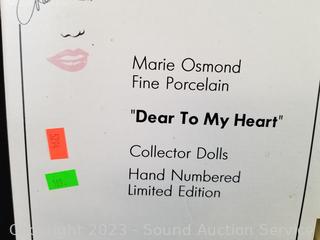 Marie Osmond
Fine Porcelain
"Dear To My Heart"
Collector Dolls
Hand Numbered
Limited Edition
Copyright 2023 - Sound Auction Service